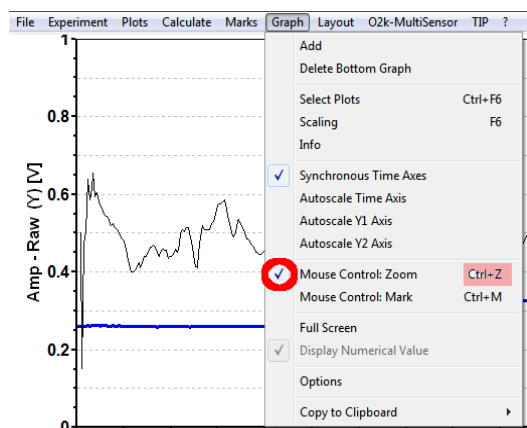 File Experiment Plots Calculate Marks Graph Layout O2k-MultiSensor TIP ?
Add
Delete Bottom Graph
Select Plots Ctrl+F6
Scaling F6
Info
Synchronous Time Axes
Autoscale Time Axis
Autoscale Y1 Axis
Autoscale Y2 Axis
Mouse Control: Zoom Ctrl+Z
Mouse Control: Mark Ctrl+M
Full Screen
Display Numerical Value
Options
Copy to Clipboard
Amp - Raw (Y) [V]
1
0.8
0.6
0.4
0.2
0